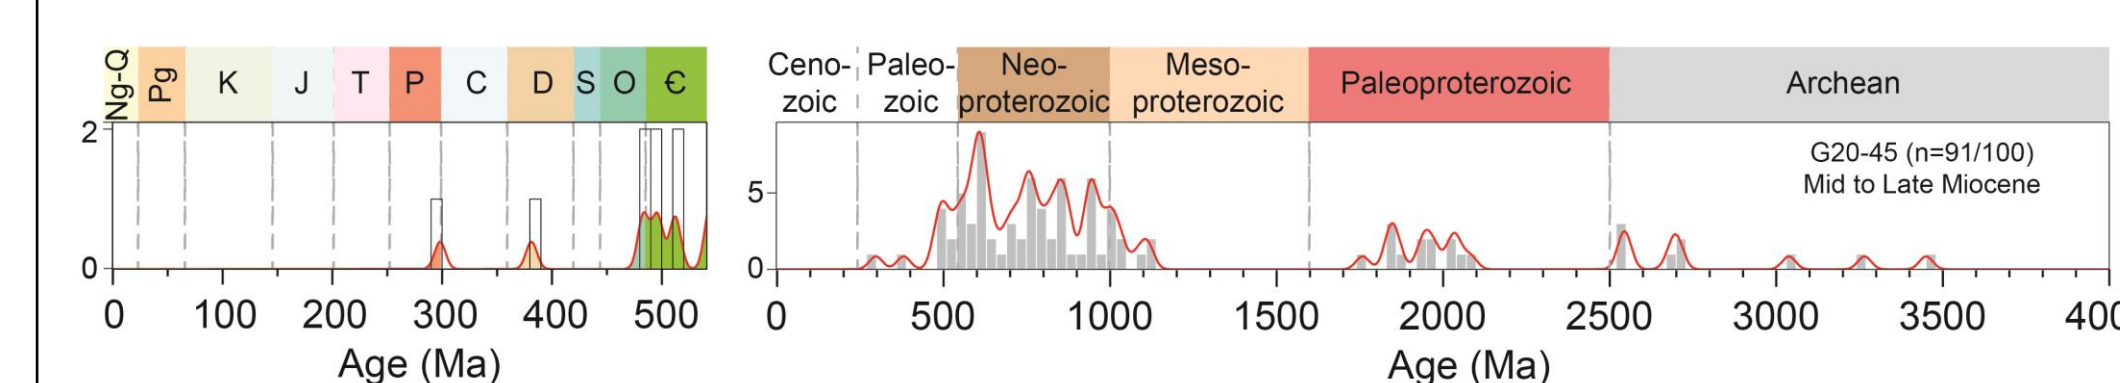 Ng-Q Pg K J T P C D S O Є
2
0
0 100 200 300 400 500
Age (Ma)
Ceno- Paleo- Neo- Meso- Paleoproterozoic Archean
zoic zoic proterozoic proterozoic
G20-45 (n=91/100)
Mid to Late Miocene
5
0
0 500 1000 1500 2000 2500 3000 3500 400
Age (Ma)